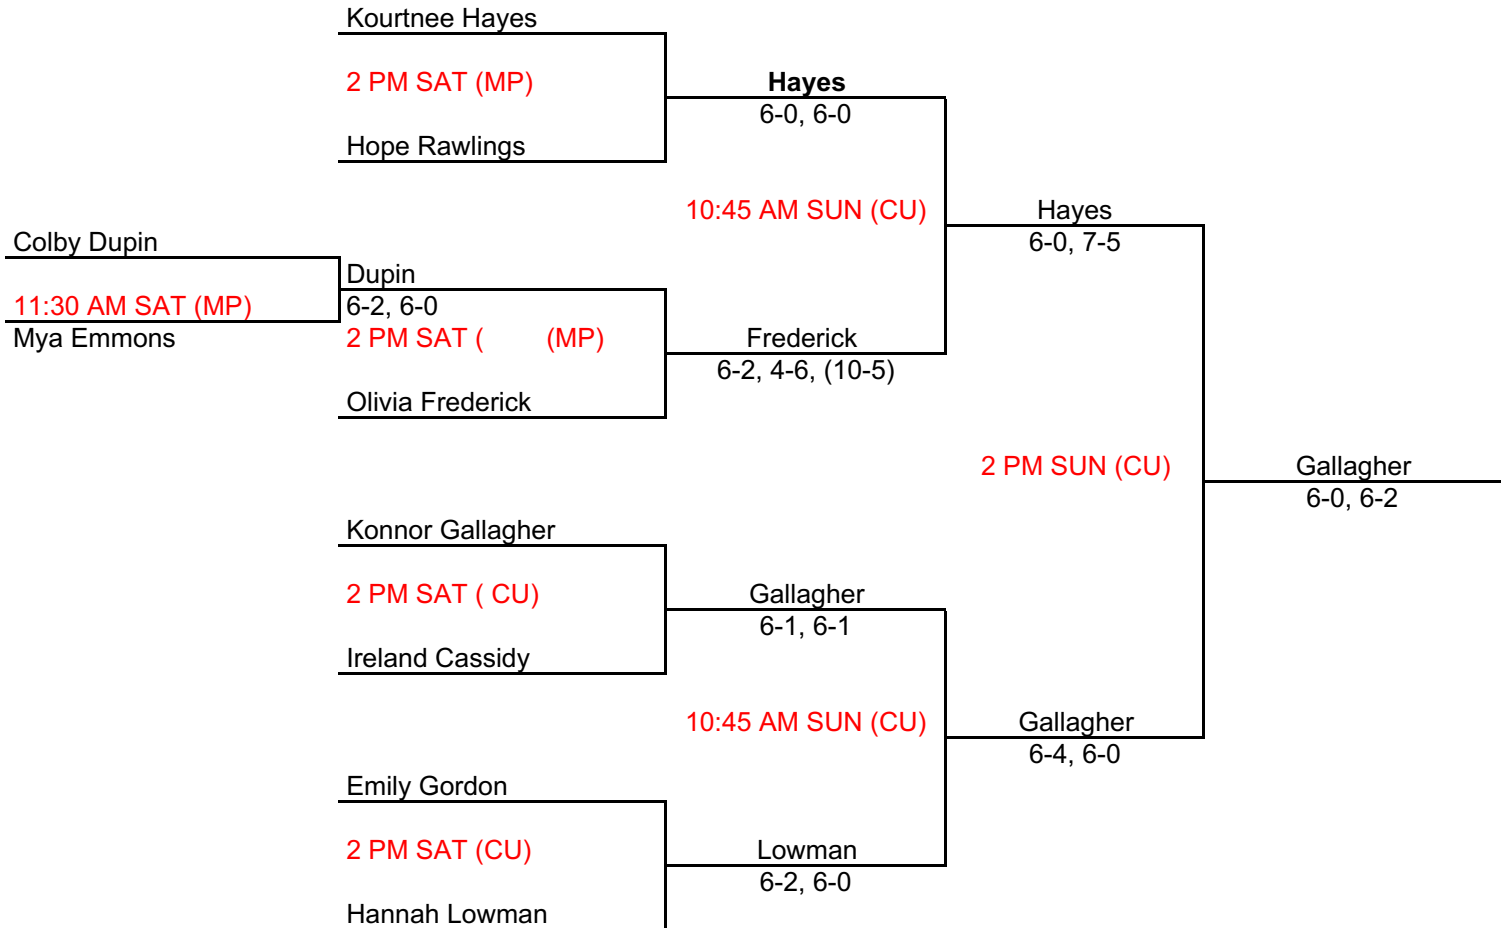 Kourtnee Hayes
2 PM SAT (MP)
Hayes
6-0, 6-0
Hope Rawlings
10:45 AM SUN (CU)
Hayes
6-0, 7-5
Colby Dupin
Dupin
11:30 AM SAT (MP)
6-2, 6-0
Mya Emmons
2 PM SAT ( (MP)
Frederick
6-2, 4-6, (10-5)
Olivia Frederick
2 PM SUN (CU)
Gallagher
6-0, 6-2
Konnor Gallagher
2 PM SAT ( CU)
Gallagher
6-1, 6-1
Ireland Cassidy
10:45 AM SUN (CU)
Gallagher
6-4, 6-0
Emily Gordon
2 PM SAT (CU)
Lowman
6-2, 6-0
Hannah Lowman